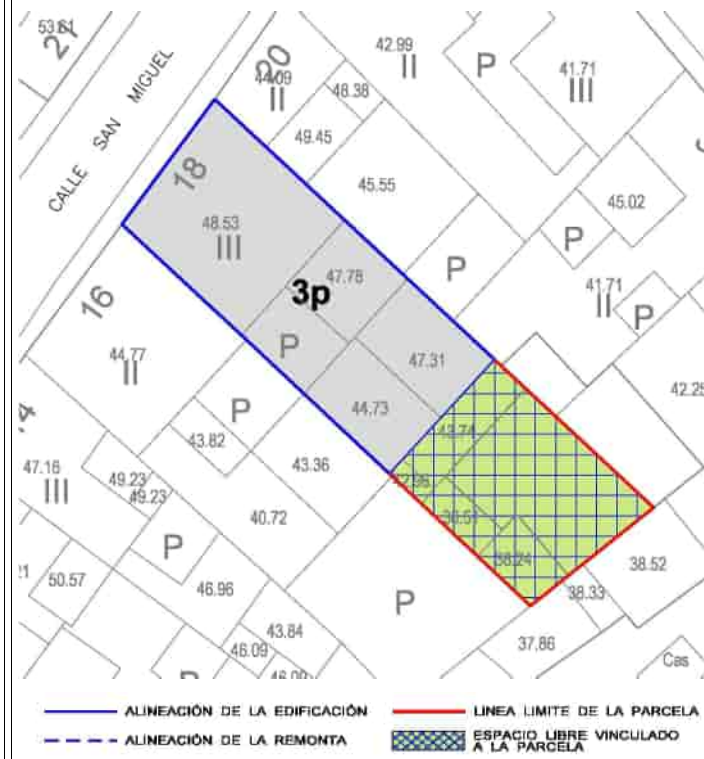 53.61
21
CALLE SAN MIGUEL
20
44.09
II
42.99
II
P
41.71
III
48.38
49.45
45.55
45.02
P
18
48.53
III
47.78
3p
P
P
41.71
II
P
16
44.77
II
P
47.31
44.73
42.25
43.82
43.36
43.74
47.16
III
49.23
49.23
40.72
38.24
P
38.52
50.57
46.96
P
38.33
43.84
46.09
37.86
46.09
Cas
ALINEACIÓN DE LA EDIFICACIÓN
LINEA LIMITE DE LA PARCELA
ALINEACIÓN DE LA REMONTA
ESPACIO LIBRE VINCULADO
A LA PARCELA